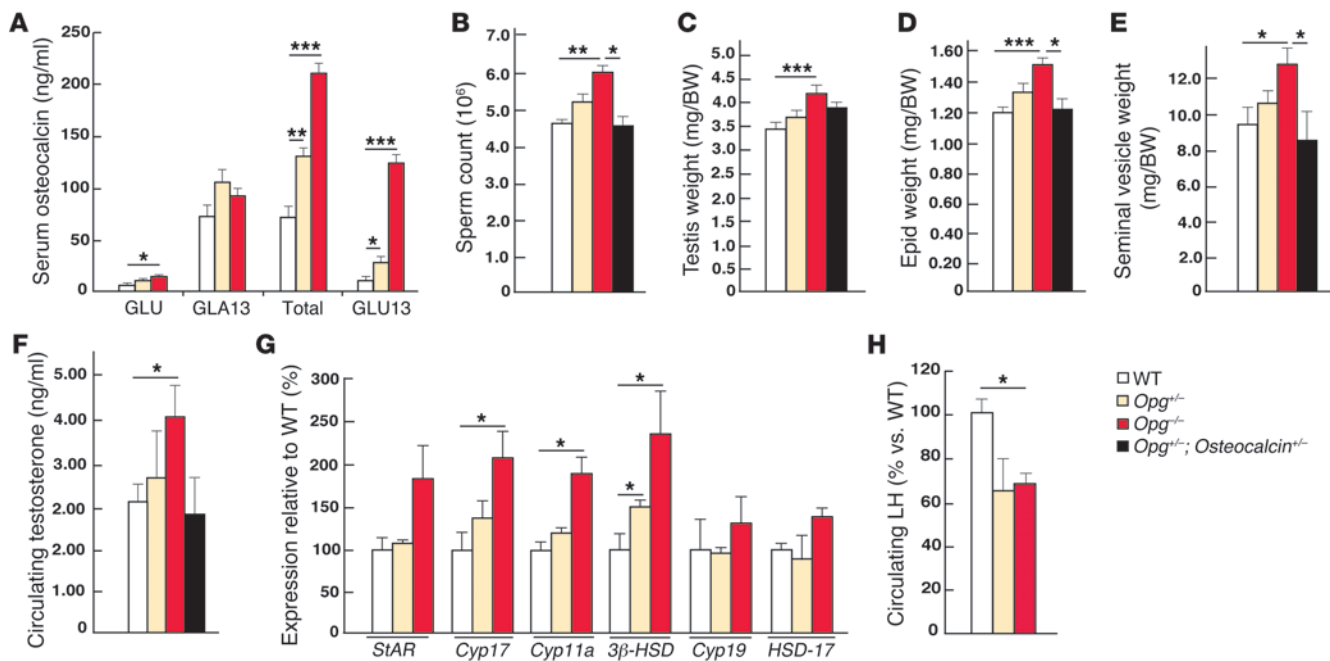 A
Serum osteocalcin (ng/ml)
250
200
150
100
50
0
*
**
***
*
***
GLU
GLA13
Total
GLU13
B
Sperm count (10⁶)
7.0
6.0
5.0
4.0
3.0
2.0
1.0
0
**
*
C
Testis weight (mg/BW)
5.0
4.5
4.0
3.5
3.0
2.5
2.0
1.5
1.0
0.5
0
***
D
Epid weight (mg/BW)
1.60
1.40
1.20
1.00
0.80
0.60
0.40
0.20
0
***
*
E
Seminal vesicle weight
(mg/BW)
12.0
10.0
8.0
6.0
4.0
2.0
0
*
*
F
Circulating testosterone (ng/ml)
5.00
4.00
3.00
2.00
2.00
1.00
0
*
G
Expression relative to WT (%)
300
250
200
150
100
50
0
*
*
*
*
StAR
Cyp17
Cyp11a
3β-HSD
Cyp19
HSD-17
H
Circulating LH (% vs. WT)
120
100
80
60
40
20
0
*
WT
Opg⁺/⁻
Opg⁻/⁻
Opg⁺/⁻; Osteocalcin⁺/⁻